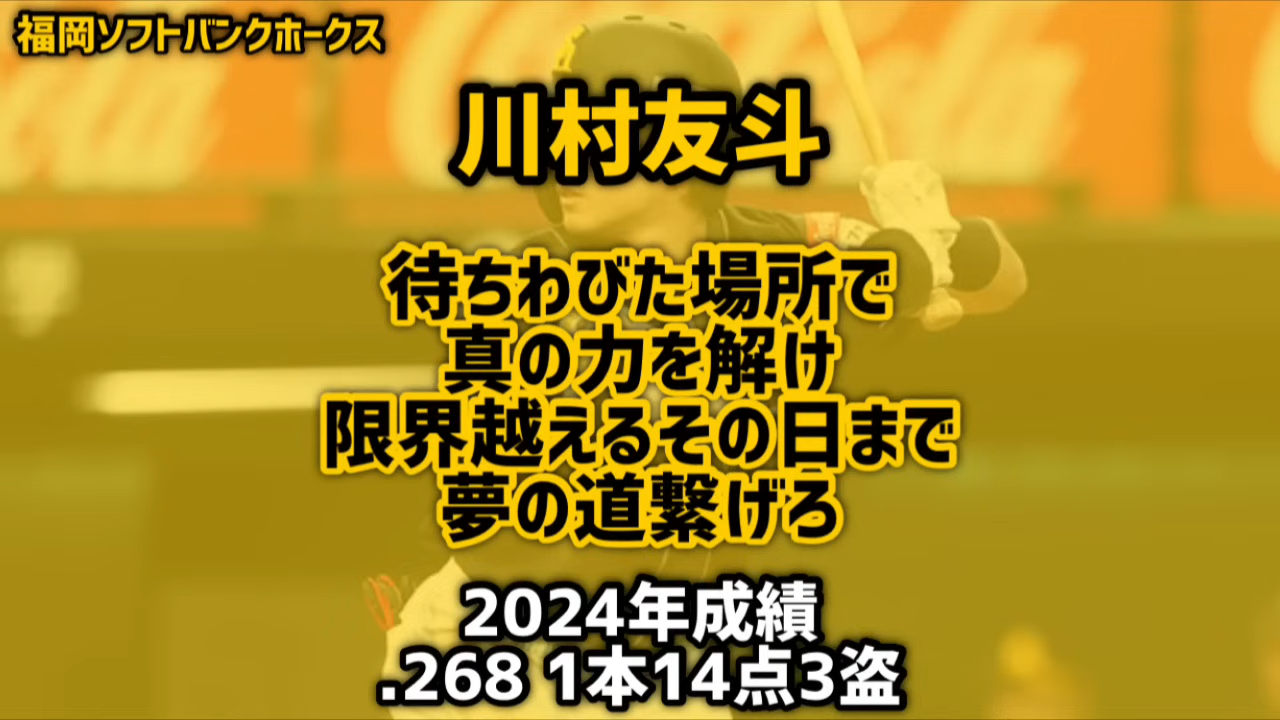 福岡ソフトバンクホークス
川村友斗
待ちわびた場所で
真の力を解け
限界越えるその日まで
夢の道繋げろ
2024年成績
.268 1本14点3盗